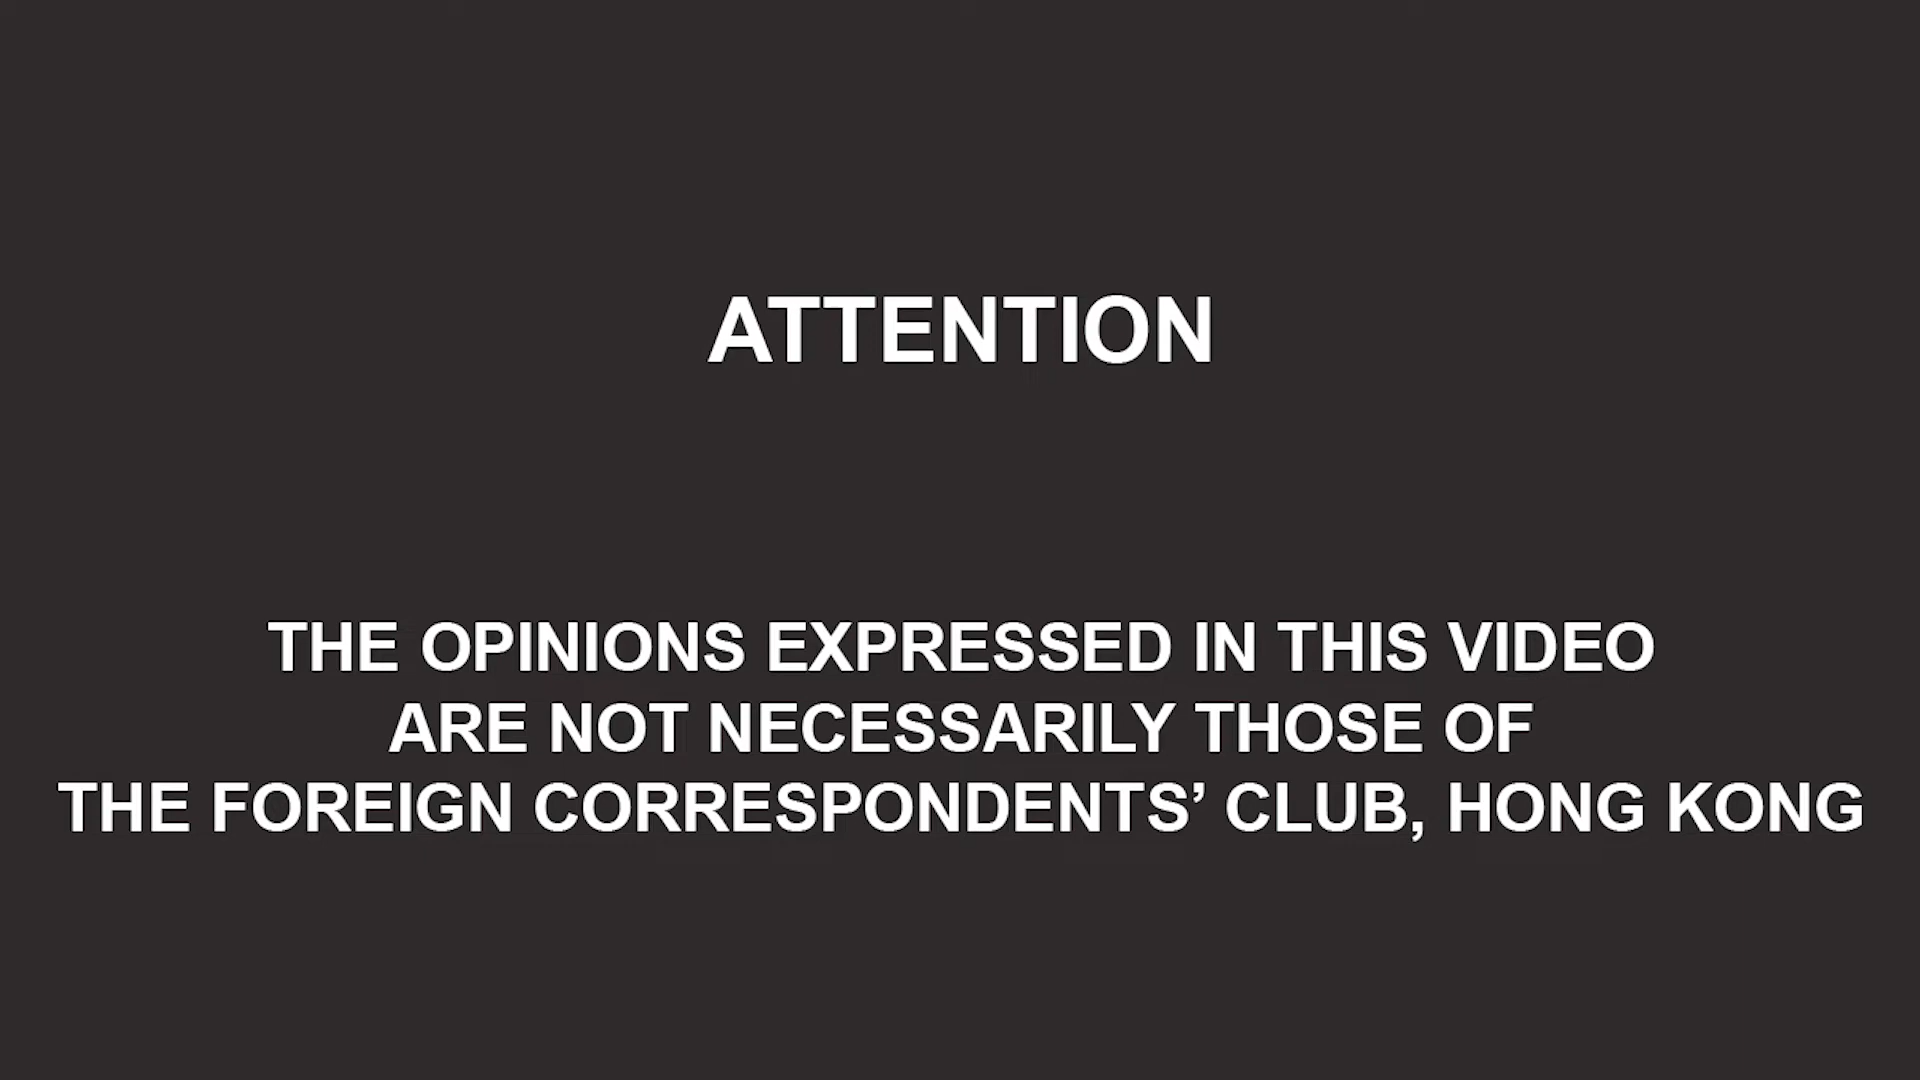 ATTENTION
THE OPINIONS EXPRESSED IN THIS VIDEO
ARE NOT NECESSARILY THOSE OF
THE FOREIGN CORRESPONDENTS’ CLUB, HONG KONG